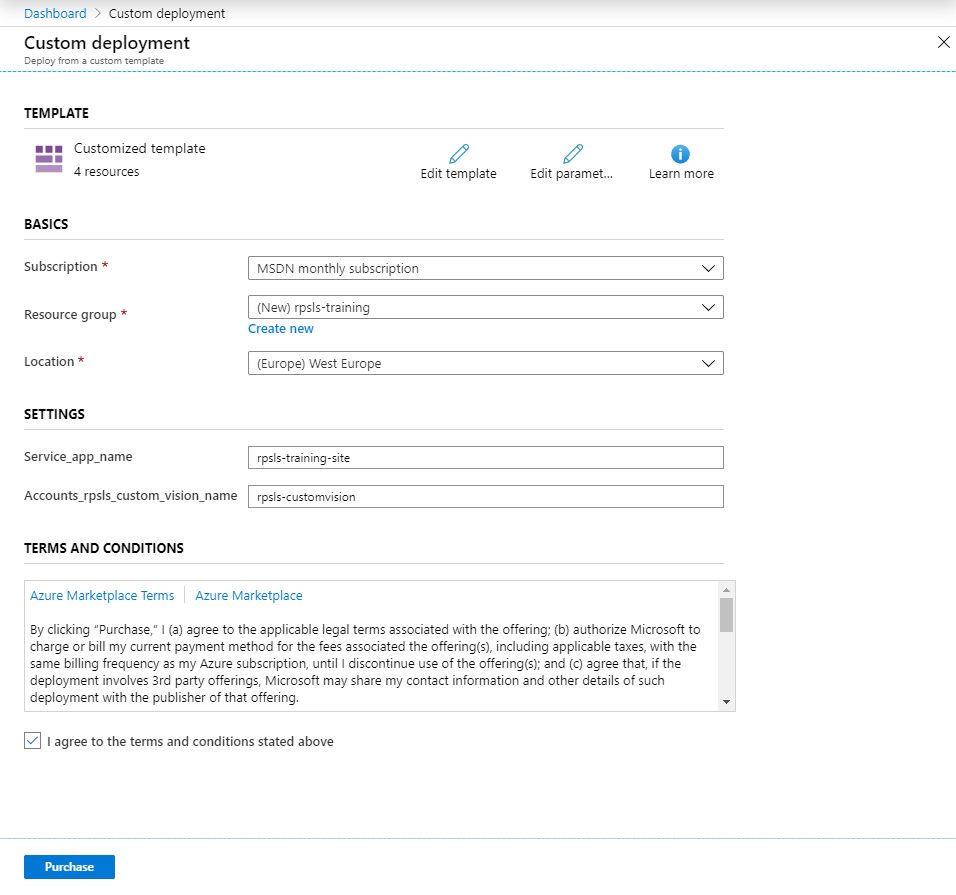 Dashboard > Custom deployment
Custom deployment
Deploy from a custom template
TEMPLATE
Customized template
4 resources
Edit template
Edit paramet...
Learn more
BASICS
Subscription *
MSDN monthly subscription
Resource group *
(New) rpsls-training
Create new
Location *
(Europe) West Europe
SETTINGS
Service_app_name
rpsls-training-site
Accounts_rpsls_custom_vision_name
rpsls-customvision
TERMS AND CONDITIONS
Azure Marketplace Terms | Azure Marketplace
By clicking “Purchase,” I (a) agree to the applicable legal terms associated with the offering; (b) authorize Microsoft to
charge or bill my current payment method for the fees associated the offering(s), including applicable taxes, with the
same billing frequency as my Azure subscription, until I discontinue use of the offering(s); and (c) agree that, if the
deployment involves 3rd party offerings, Microsoft may share my contact information and other details of such
deployment with the publisher of that offering.
I agree to the terms and conditions stated above
Purchase